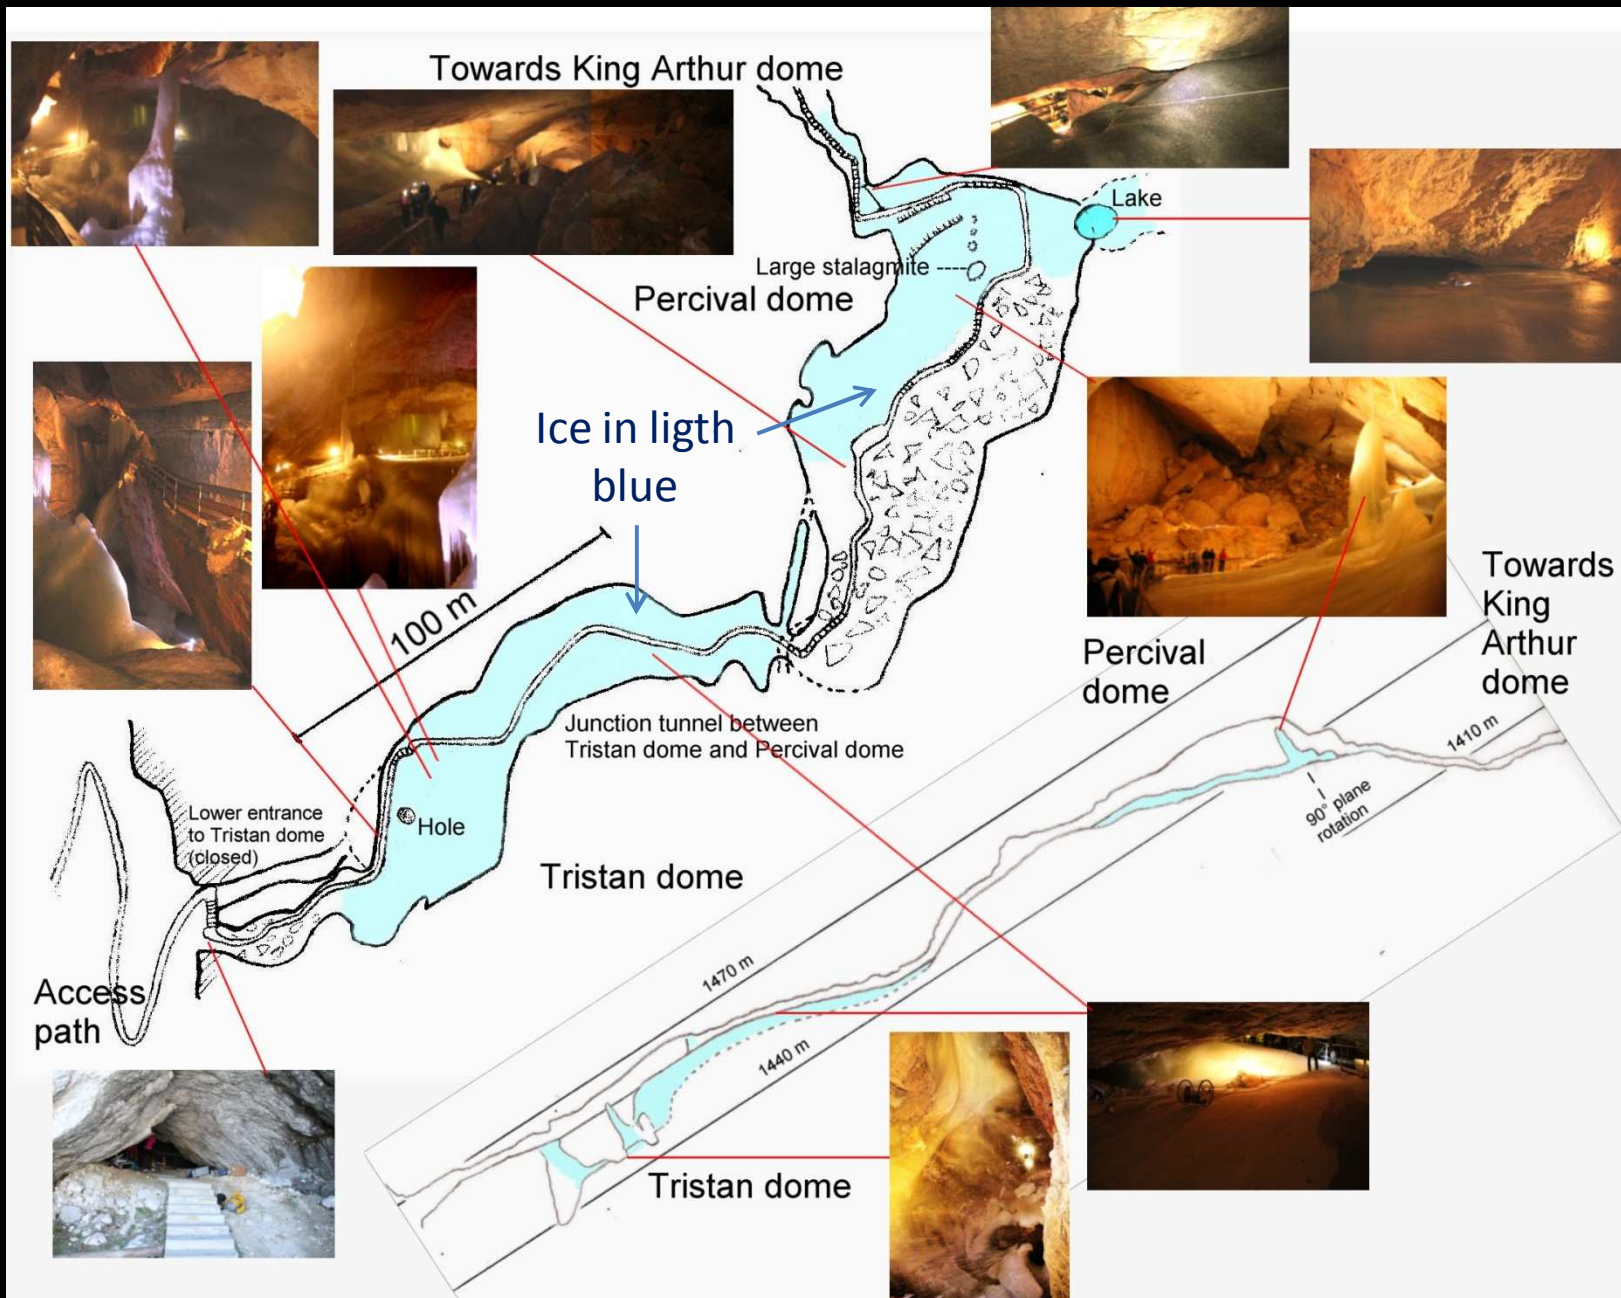 Towards King Arthur dome
Lake
Large stalagmite
Percival dome
Ice in ligth
blue
100 m
Junction tunnel between
Tristan dome and Percival dome
Lower entrance
to Tristan dome
(closed)
Hole
Tristan dome
Access
path
Towards
King
Arthur
dome
Percival
dome
1410 m
90° plane
rotation
1470 m
1440 m
Tristan dome